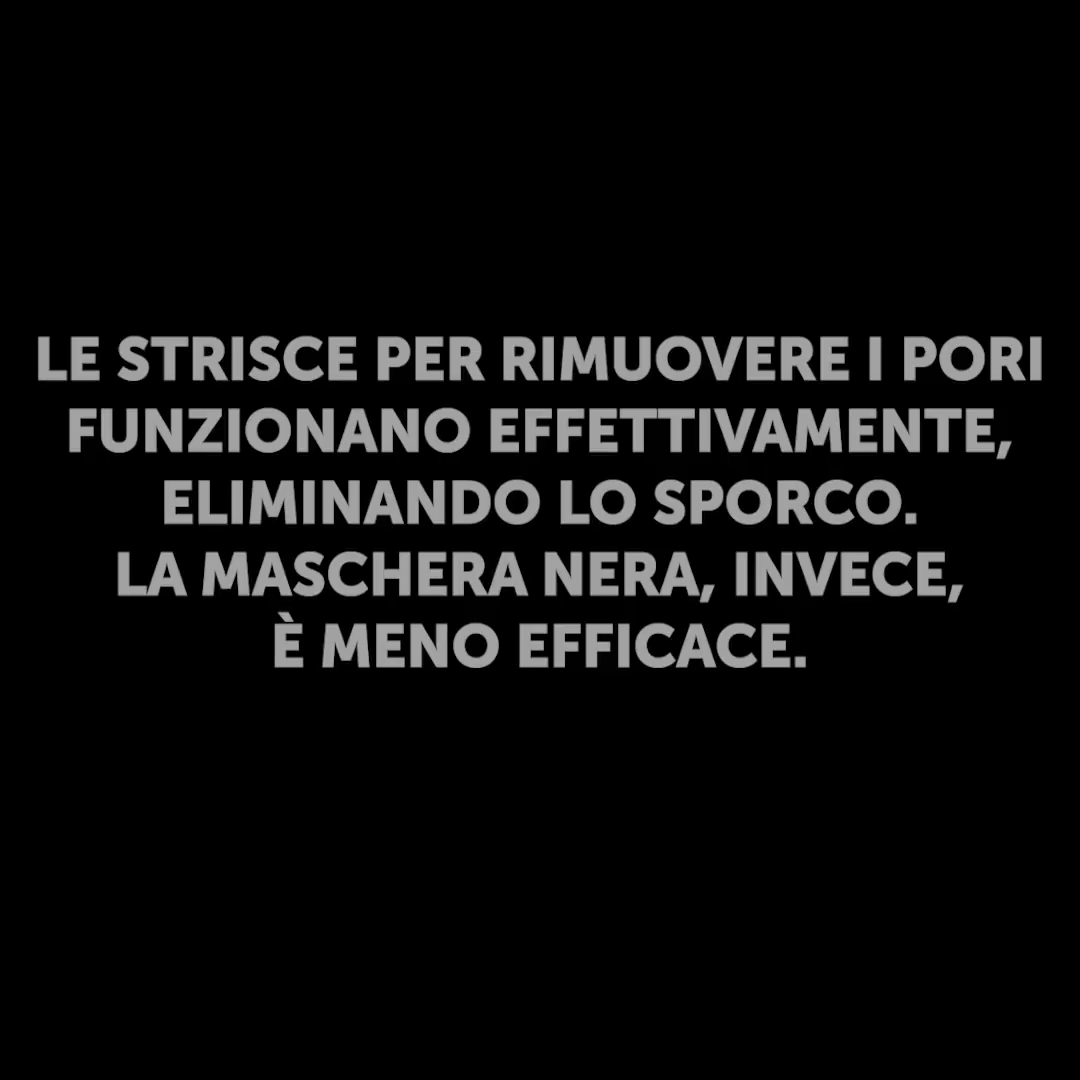 LE STRISCE PER RIMUOVERE I PORI
FUNZIONANO EFFETTIVAMENTE,
ELIMINANDO LO SPORCO.
LA MASCHERA NERA, INVECE,
È MENO EFFICACE.